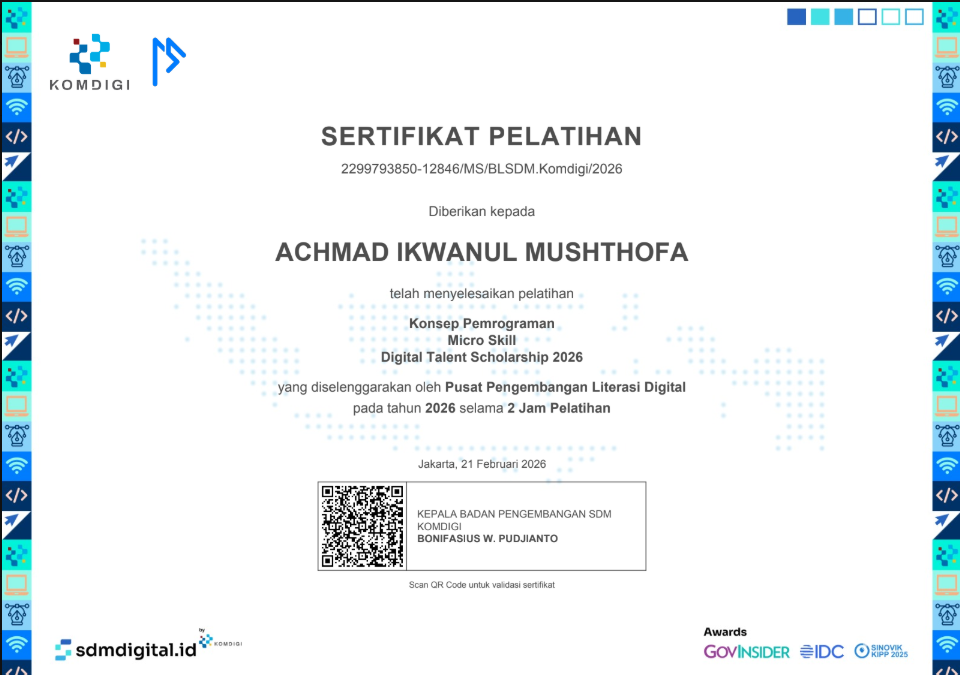 KOMDIGI
SERTIFIKAT PELATIHAN
2299793850-12846/MS/BLSDM.Komdigi/2026
Diberikan kepada
ACHMAD IKWANUL MUSHTHOFA
telah menyelesaikan pelatihan
Konsep Pemrograman
Micro Skill
Digital Talent Scholarship 2026
yang diselenggarakan oleh Pusat Pengembangan Literasi Digital
pada tahun 2026 selama 2 Jam Pelatihan
Jakarta, 21 Februari 2026
KEPALA BADAN PENGEMBANGAN SDM
KOMDIGI
BONIFASIUS W. PUDJIANTO
Scan QR Code untuk validasi sertifikat
sdmdigital.id by KOMDIGI
Awards
GOVINSIDER IDC SINOVIK
KIPP 2025